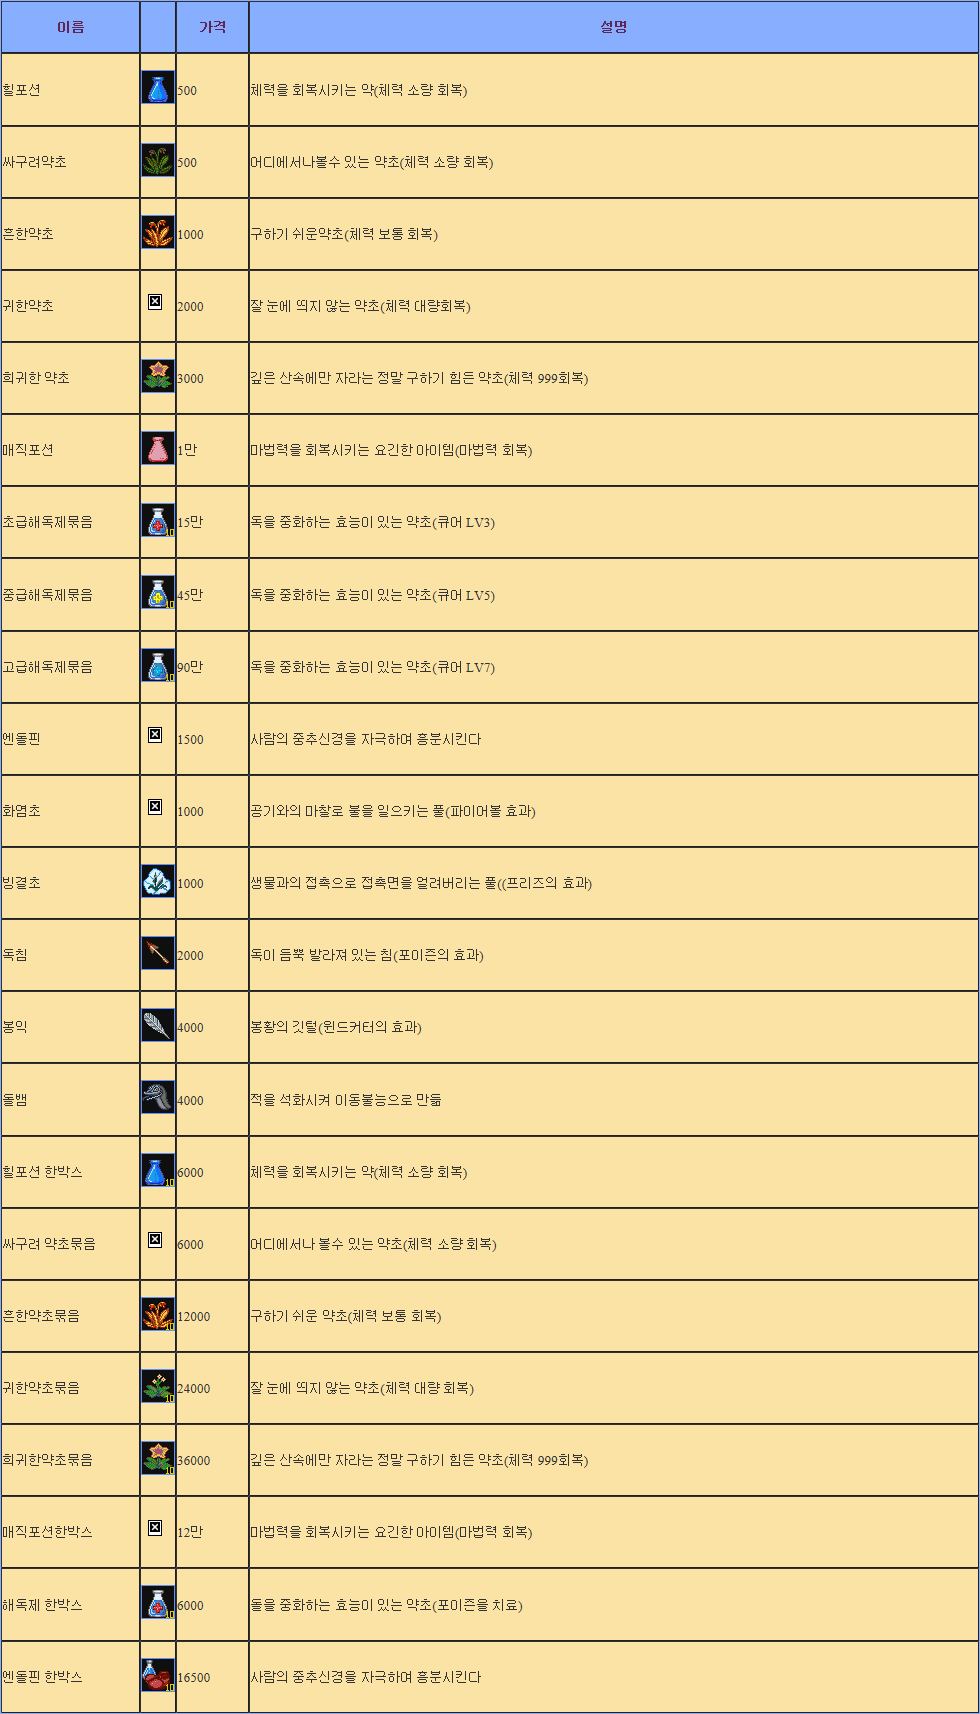 이름 가격 설명
힐포션 500 체력을 회복시키는 약(체력 소량 회복)
싸구려약초 500 어디에서나볼수 있는 약초(체력 소량 회복)
흔한약초 1000 구하기 쉬운약초(체력 보통 회복)
귀한약초 2000 잘 눈에 띄지 않는 약초(체력 대량회복)
희귀한 약초 3000 깊은 산속에만 자라는 정말 구하기 힘든 약초(체력 999회복)
매직포션 1만 마법력을 회복시키는 요긴한 아이템(마법력 회복)
초급해독제묶음 10 15만 독을 중화하는 효능이 있는 약초(큐어 LV3)
중급해독제묶음 10 45만 독을 중화하는 효능이 있는 약초(큐어 LV5)
고급해독제묶음 10 90만 독을 중화하는 효능이 있는 약초(큐어 LV7)
엔돌핀 1500 사람의 중추신경을 자극하며 흥분시킨다
화염초 1000 공기와의 마찰로 불을 일으키는 풀(파이어볼 효과)
빙결초 1000 생물과의 접촉으로 접촉면을 얼려버리는 풀((프리즈의 효과)
독침 2000 독이 듬뿍 발라져 있는 침(포이즌의 효과)
봉익 4000 봉황의 깃털(윈드커터의 효과)
돌뱀 4000 적을 석화시켜 이동불능으로 만듦
힐포션 한박스 10 6000 체력을 회복시키는 약(체력 소량 회복)
싸구려 약초묶음 6000 어디에서나 볼수 있는 약초(체력 소량 회복)
흔한약초묶음 10 12000 구하기 쉬운 약초(체력 보통 회복)
귀한약초묶음 10 24000 잘 눈에 띄지 않는 약초(체력 대량 회복)
희귀한약초묶음 10 36000 깊은 산속에만 자라는 정말 구하기 힘든 약초(체력 999회복)
매직포션한박스 12만 마법력을 회복시키는 요긴한 아이템(마법력 회복)
해독제 한박스 10 6000 돌을 중화하는 효능이 있는 약초(포이즌을 치료)
엔돌핀 한박스 10 16500 사람의 중추신경을 자극하며 흥분시킨다